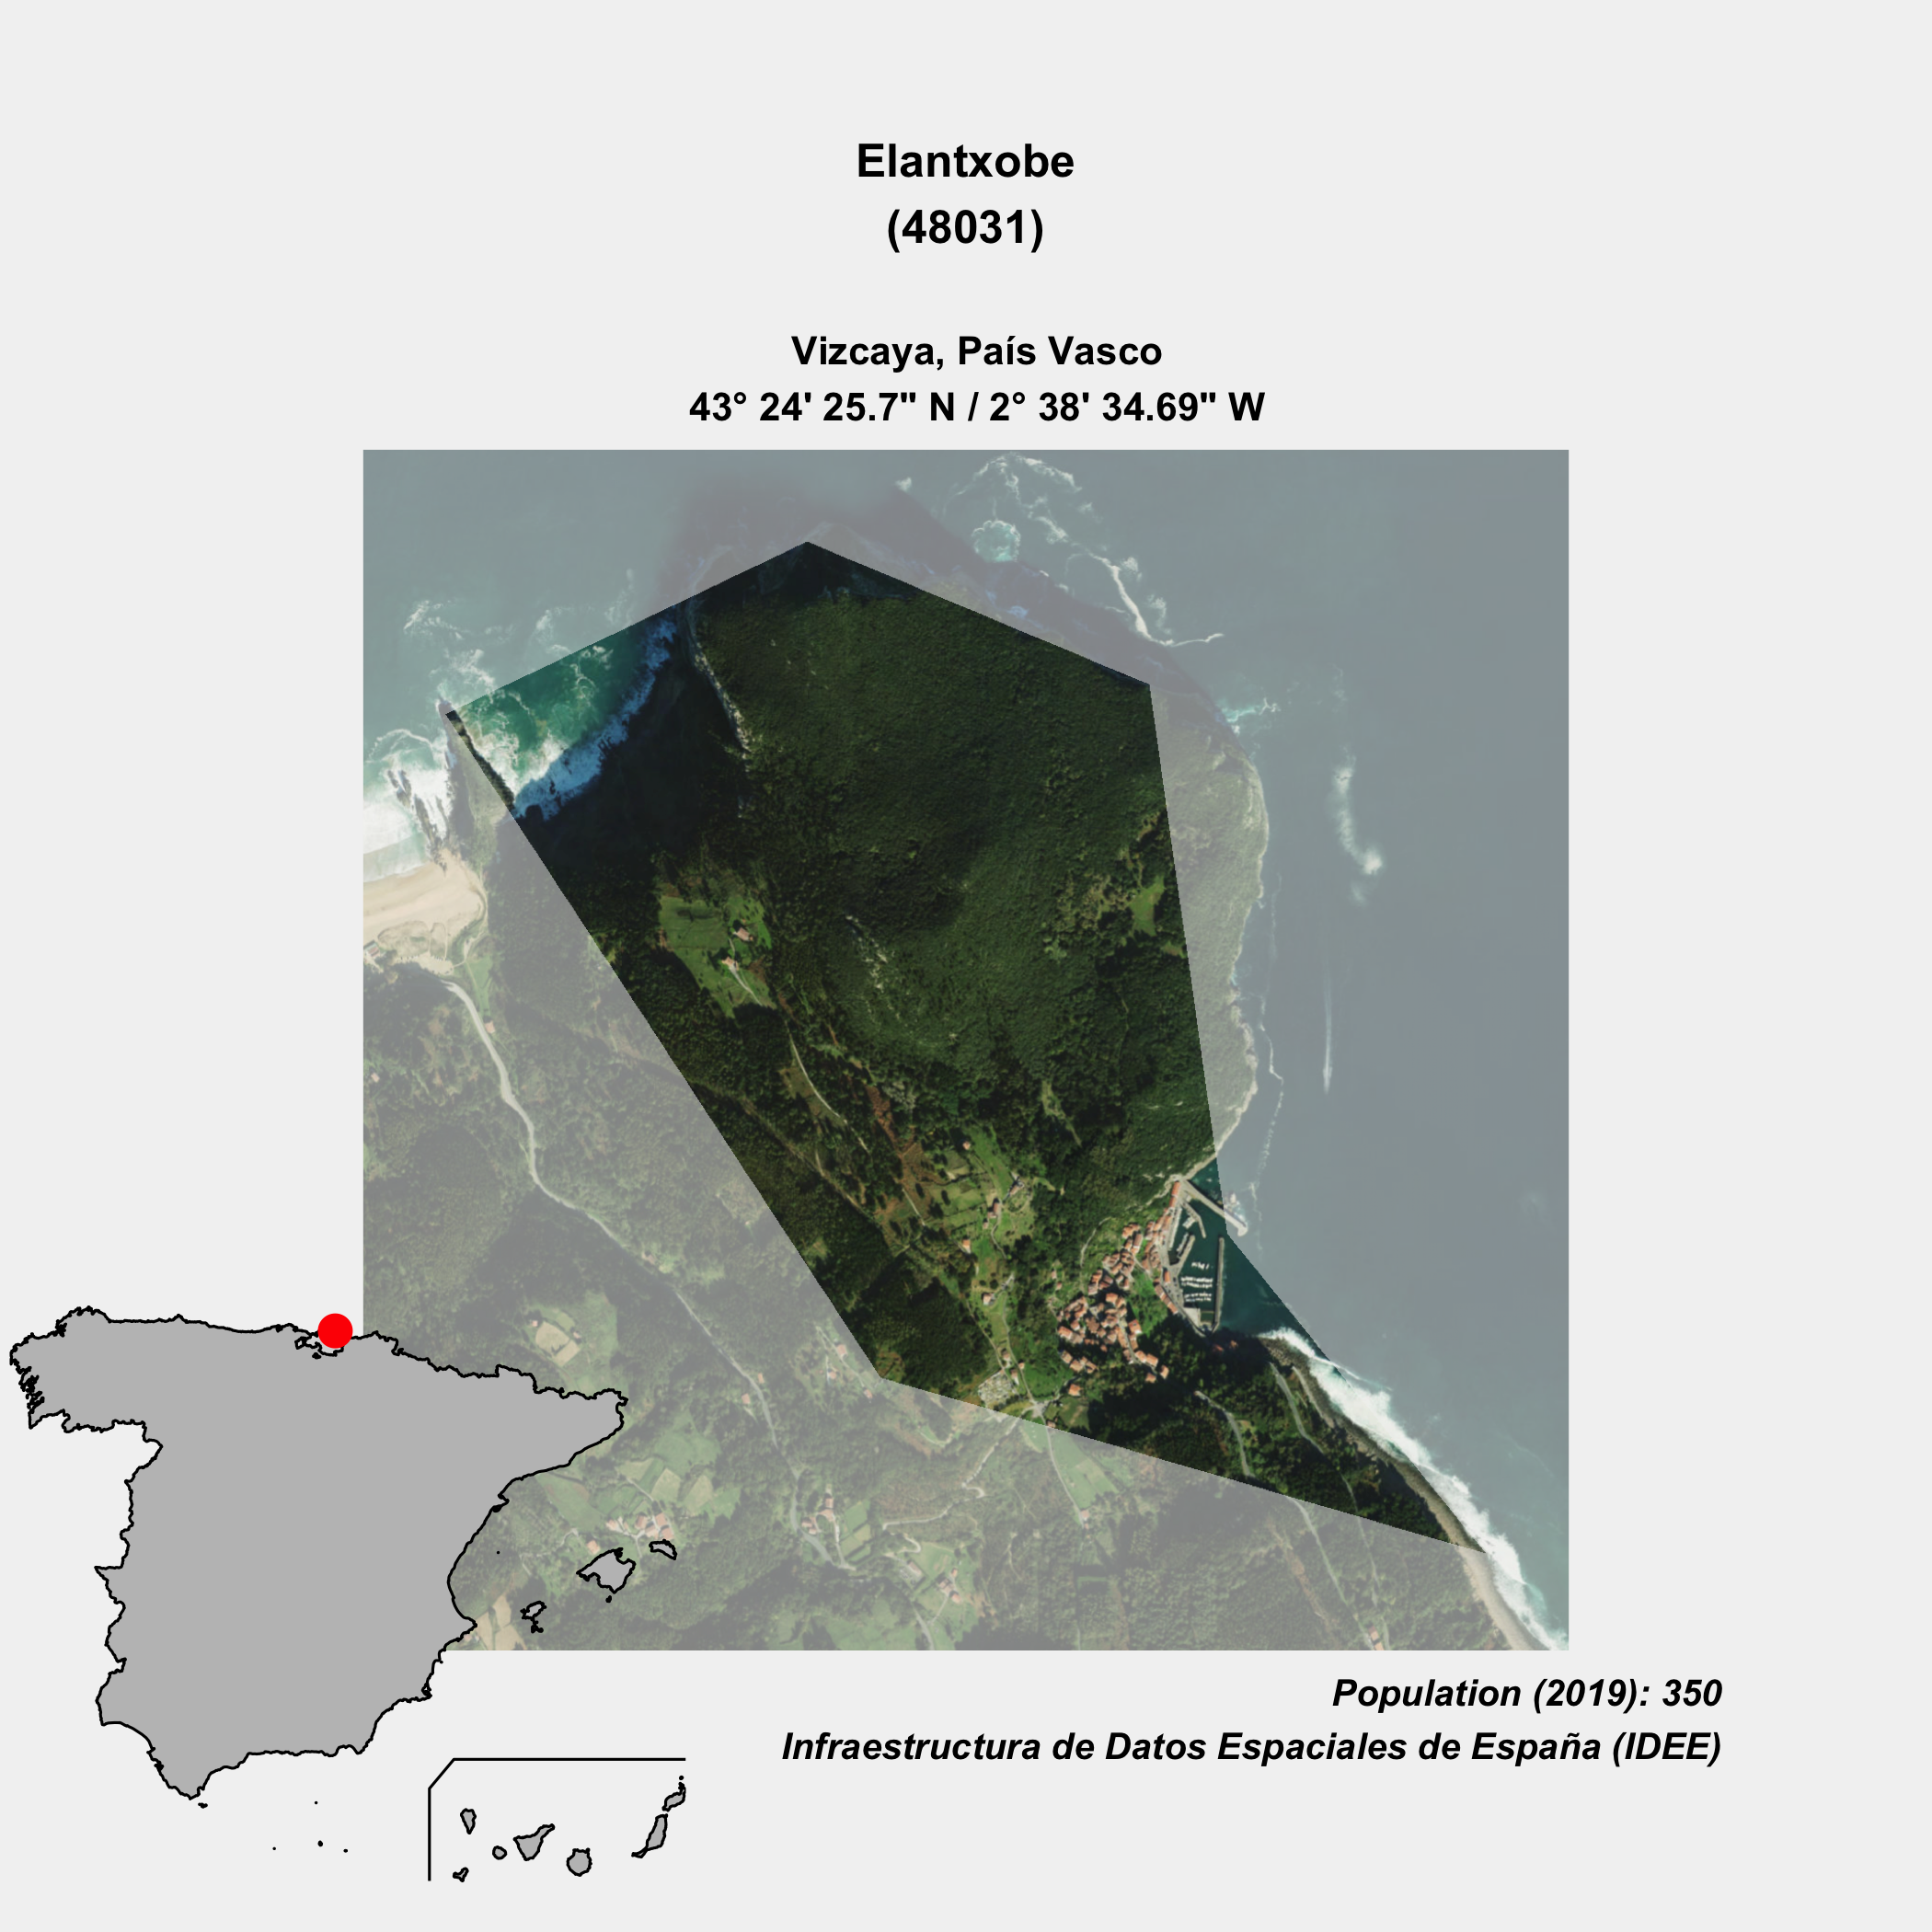 Elantxobe
(48031)
Vizcaya, País Vasco
43° 24' 25.7" N / 2° 38' 34.69" W
Population (2019): 350
Infraestructura de Datos Espaciales de España (IDEE)